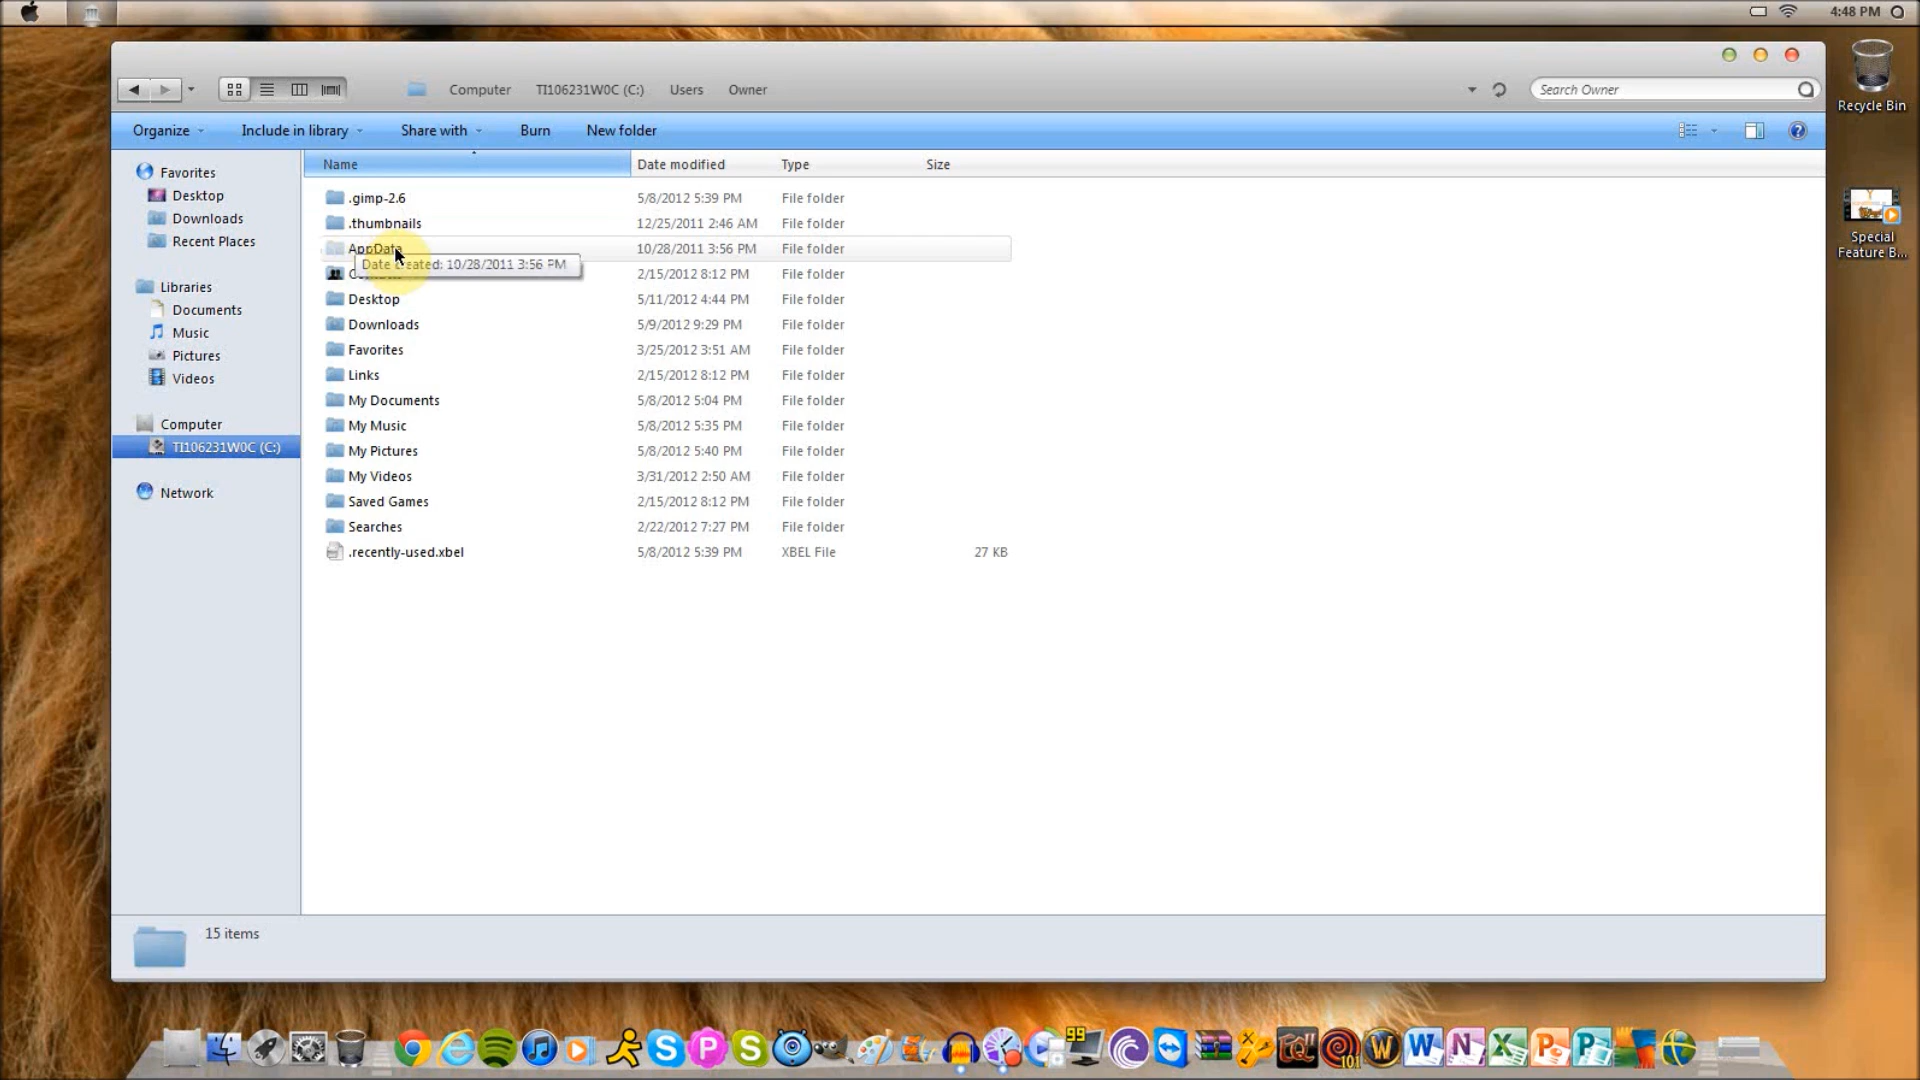 4:48 PM
Computer TI106231W0C (C:) Users Owner
Search Owner
Organize Include in library Share with Burn New folder
Favorites
Desktop
Downloads
Recent Places
Libraries
Documents
Music
Pictures
Videos
Computer
TI106231W0C (C:)
Network
Name Date modified Type Size
.gimp-2.6 5/8/2012 5:39 PM File folder
.thumbnails 12/25/2011 2:46 AM File folder
AppData 10/28/2011 3:56 PM File folder
Date created: 10/28/2011 3:56 PM
2/15/2012 8:12 PM File folder
Desktop 5/11/2012 4:44 PM File folder
Downloads 5/9/2012 9:29 PM File folder
Favorites 3/25/2012 3:51 AM File folder
Links 2/15/2012 8:12 PM File folder
My Documents 5/8/2012 5:04 PM File folder
My Music 5/8/2012 5:35 PM File folder
My Pictures 5/8/2012 5:40 PM File folder
My Videos 3/31/2012 2:50 AM File folder
Saved Games 2/15/2012 8:12 PM File folder
Searches 2/22/2012 7:27 PM File folder
.recently-used.xbel 5/8/2012 5:39 PM XBEL File 27 KB
15 items
Recycle Bin
Special
Feature B...
99